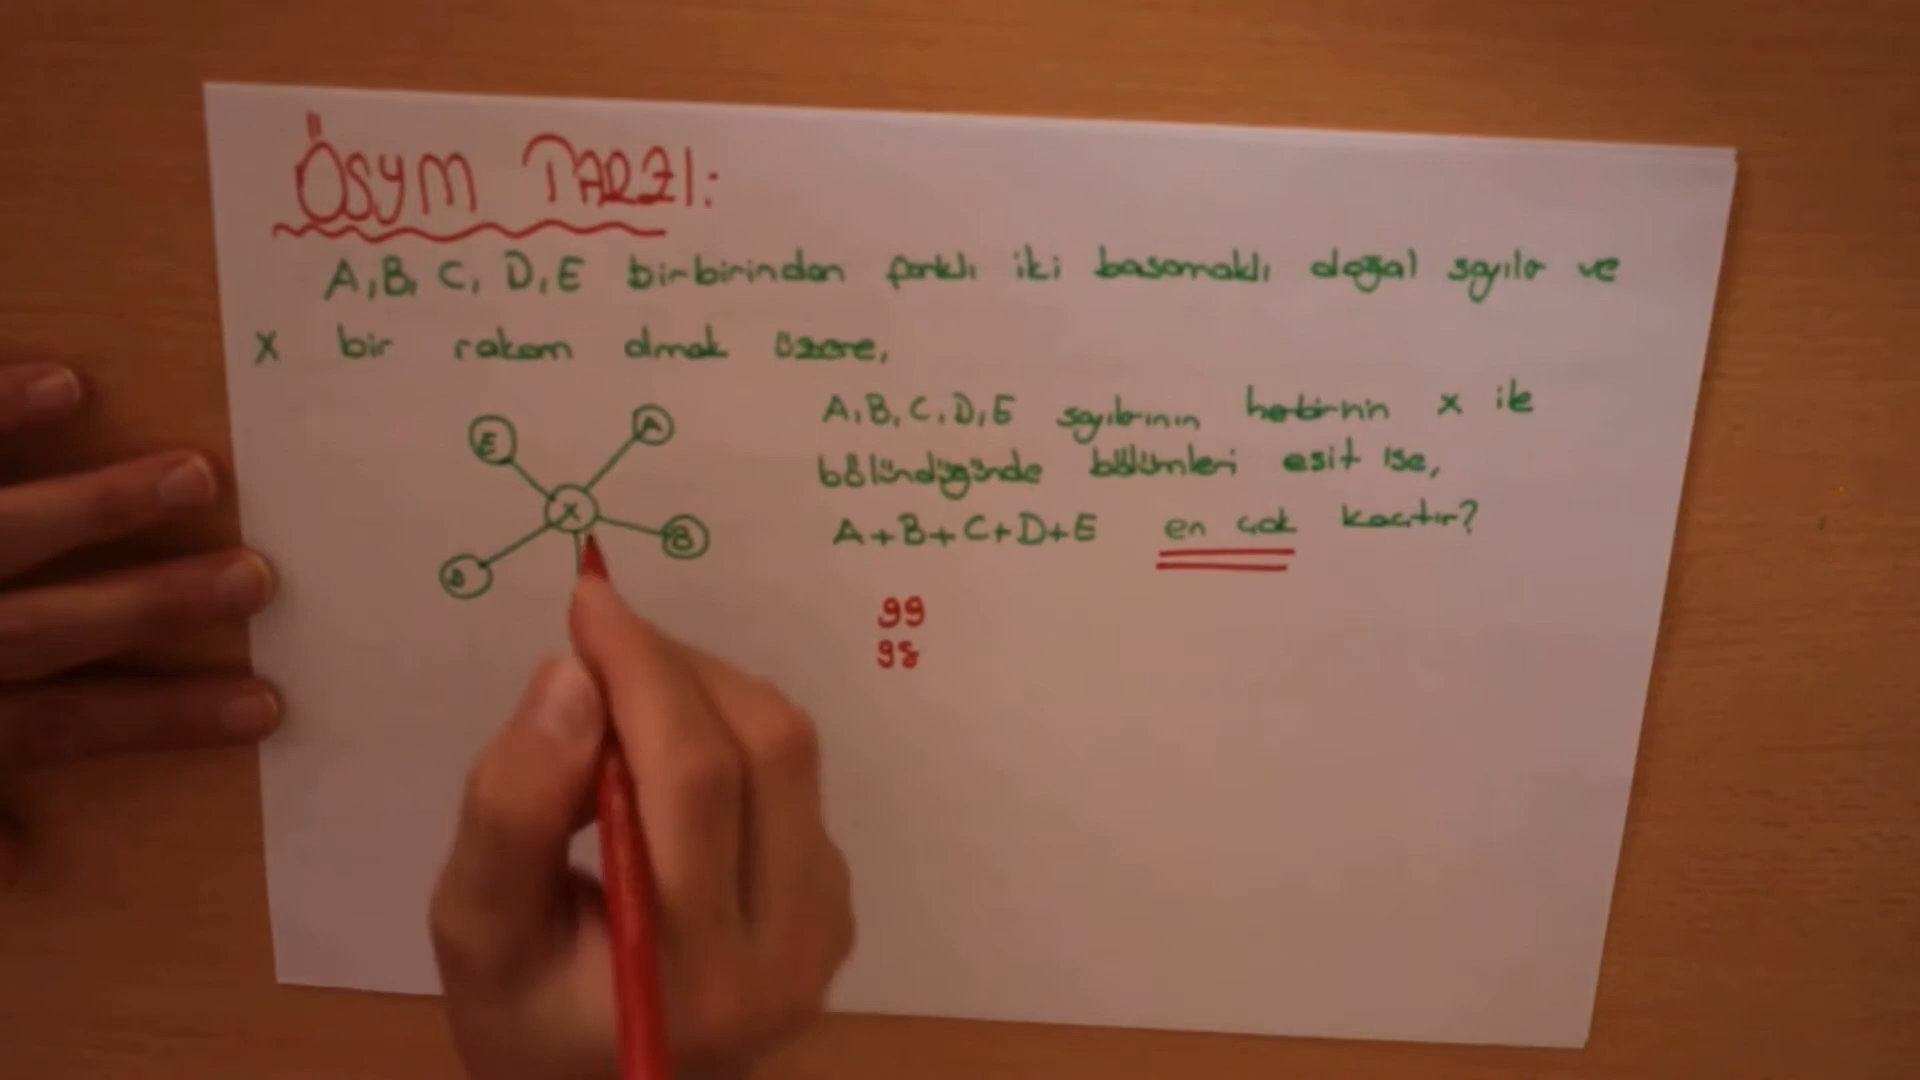 ÖSYM TARZI:
A, B, C, D, E birbirinden farklı iki basamaklı doğal sayılar ve
X bir rakam olmak üzere,
A, B, C, D, E sayılarının herbirinin x ile
bölündüğünde bölümleri eşit ise,
A+B+C+D+E en çok kaçtır?
E
A
X
B
D
99
98